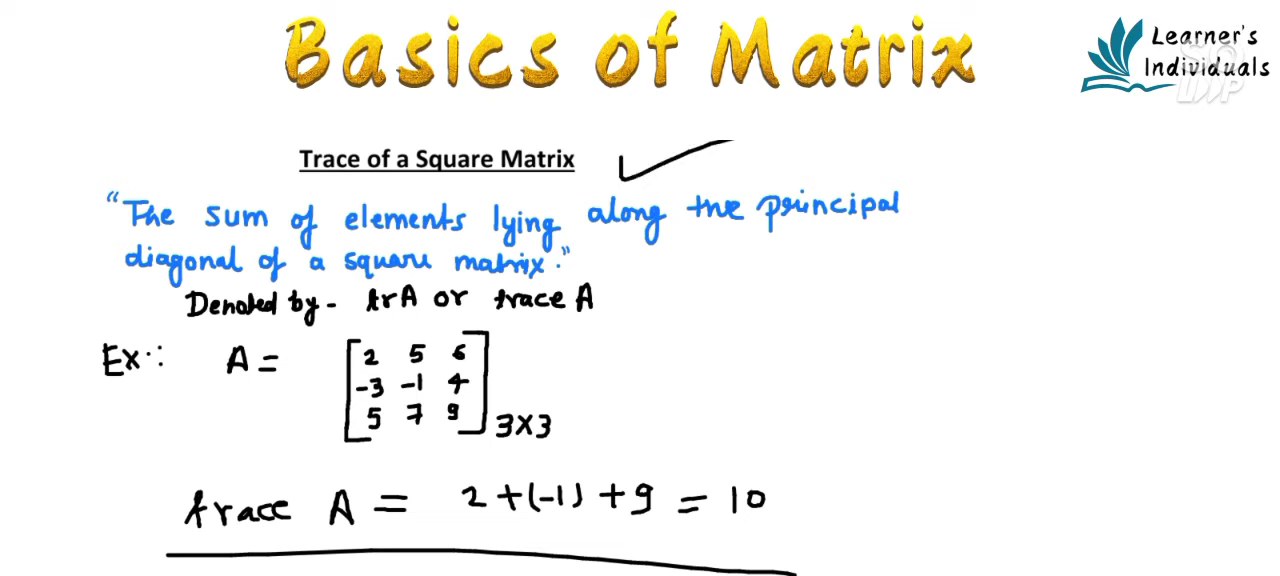 Basics of Matrix
Learner's
Individuals
Trace of a Square Matrix
"The sum of elements lying along the principal
diagonal of a square matrix."
Denoted by - trA or trace A
Ex:: A =
2 5 6
-3 -1 4
5 7 9
3X3
trace A = 2 + (-1) + 9 = 10